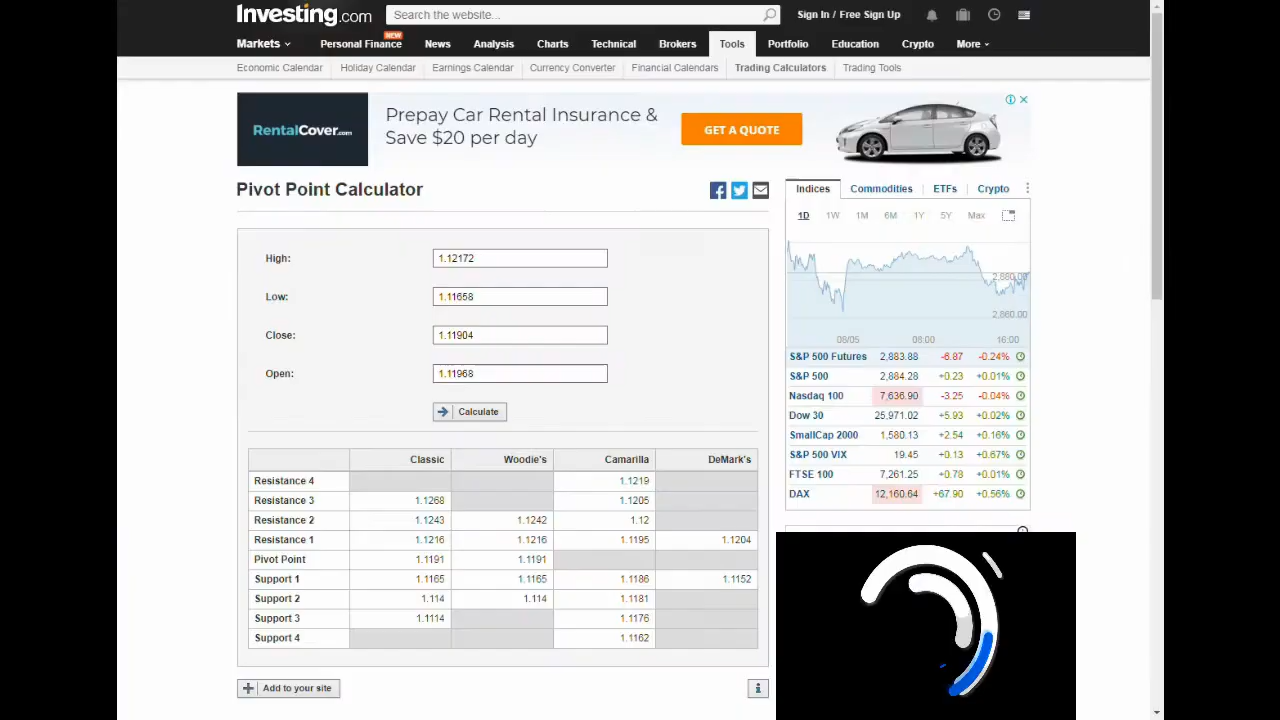 Investing.com
Search the website...
Sign In / Free Sign Up
Markets
Personal Finance
NEW
News
Analysis
Charts
Technical
Brokers
Tools
Portfolio
Education
Crypto
More
Economic Calendar
Holiday Calendar
Earnings Calendar
Currency Converter
Financial Calendars
Trading Calculators
Trading Tools
RentalCover.com
Prepay Car Rental Insurance &
Save $20 per day
GET A QUOTE
Pivot Point Calculator
High: 1.12172
Low: 1.11658
Close: 1.11904
Open: 1.11968
Calculate
Classic Woodie's Camarilla DeMark's
Resistance 4 1.1219
Resistance 3 1.1268 1.1205
Resistance 2 1.1243 1.1242 1.12
Resistance 1 1.1216 1.1216 1.1195 1.1204
Pivot Point 1.1191 1.1191
Support 1 1.1165 1.1165 1.1186 1.1152
Support 2 1.114 1.114 1.1181
Support 3 1.1114 1.1176
Support 4 1.1162
Add to your site
Indices Commodities ETFs Crypto
1D 1W 1M 6M 1Y 5Y Max
2,880.00
2,860.00
06/05 08:00 16:00
S&P 500 Futures 2,883.88 -6.87 -0.24%
S&P 500 2,884.28 +0.23 +0.01%
Nasdaq 100 7,636.90 -3.25 -0.04%
Dow 30 25,971.02 +5.93 +0.02%
SmallCap 2000 1,580.13 +2.54 +0.16%
S&P 500 VIX 19.45 +0.13 +0.67%
FTSE 100 7,261.25 +0.78 +0.01%
DAX 12,160.64 +67.90 +0.56%